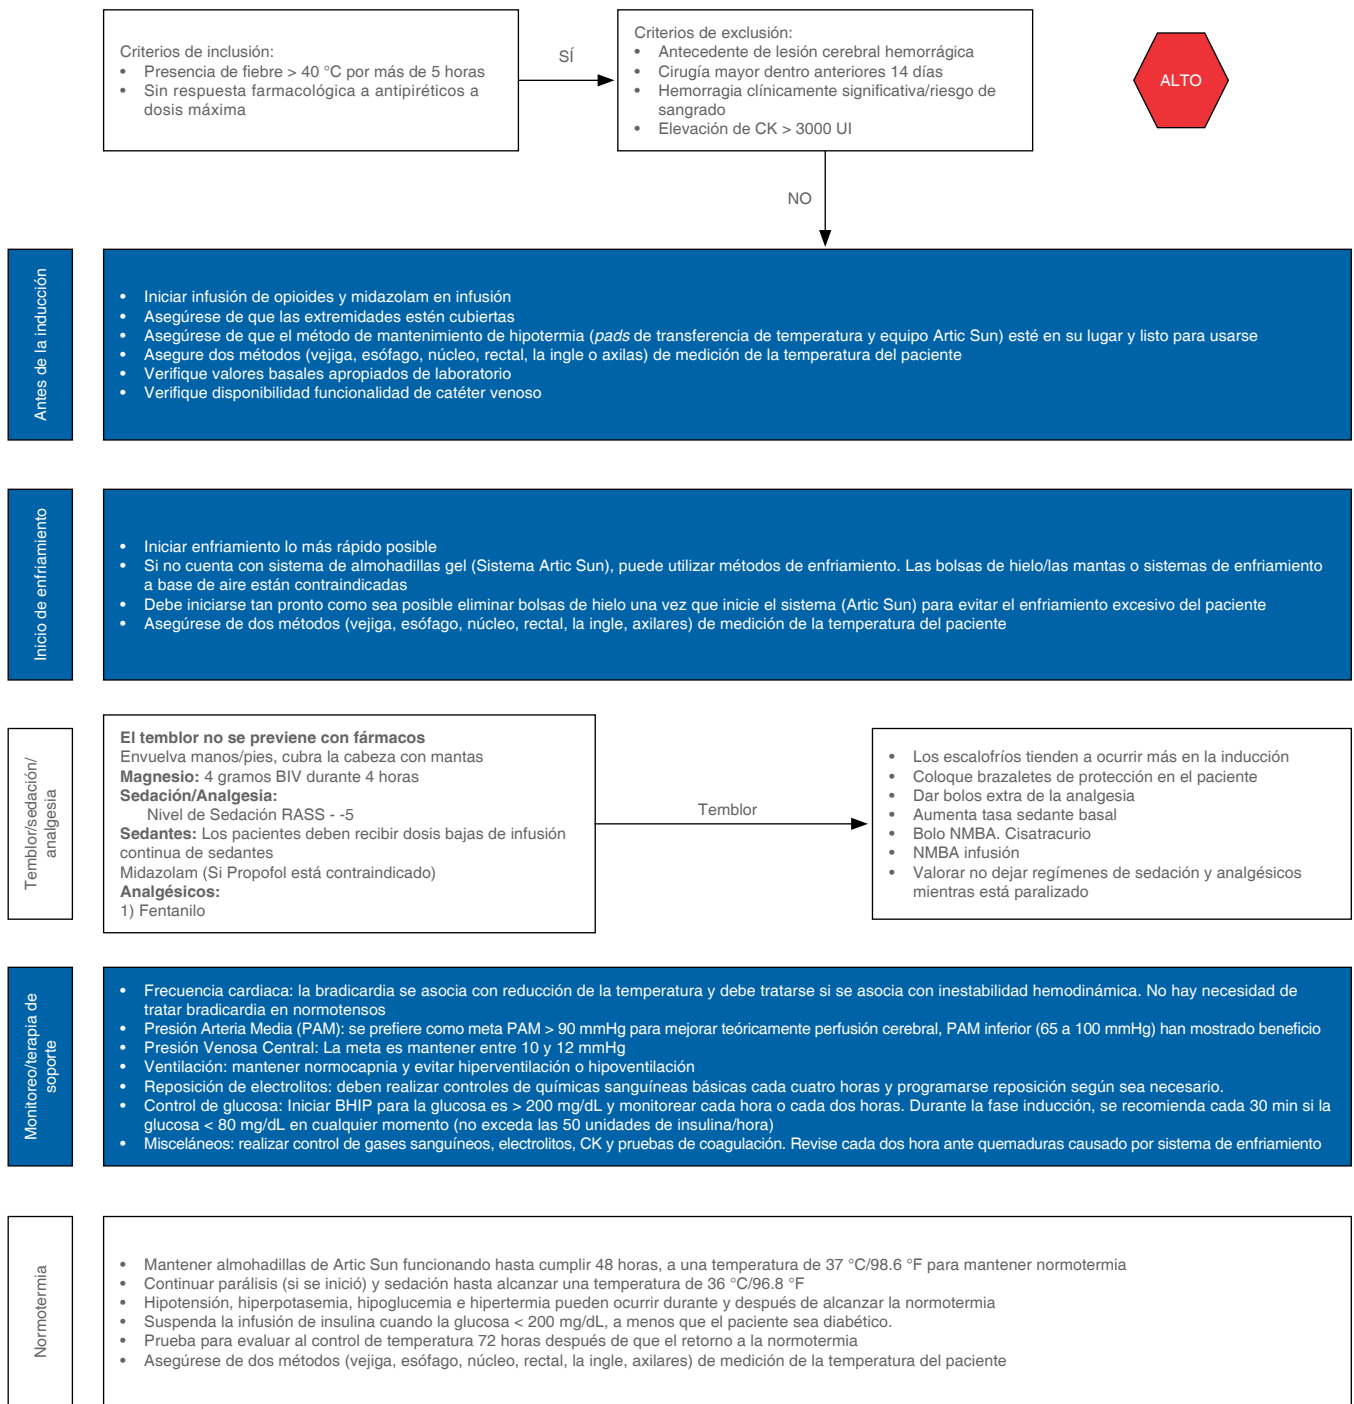 Criterios de inclusión:
• Presencia de fiebre > 40 °C por más de 5 horas
• Sin respuesta farmacológica a antipiréticos a
dosis máxima
SÍ
Criterios de exclusión:
• Antecedente de lesión cerebral hemorrágica
• Cirugía mayor dentro anteriores 14 días
• Hemorragia clínicamente significativa/riesgo de
sangrado
• Elevación de CK > 3000 UI
ALTO
NO
Antes de la inducción
• Iniciar infusión de opioides y midazolam en infusión
• Asegúrese de que las extremidades estén cubiertas
• Asegúrese de que el método de mantenimiento de hipotermia (pads de transferencia de temperatura y equipo Artic Sun) esté en su lugar y listo para usarse
• Asegure dos métodos (vejiga, esófago, núcleo, rectal, la ingle o axilas) de medición de la temperatura del paciente
• Verifique valores basales apropiados de laboratorio
• Verifique disponibilidad funcionalidad de catéter venoso
Inicio de enfriamiento
• Iniciar enfriamiento lo más rápido posible
• Si no cuenta con sistema de almohadillas gel (Sistema Artic Sun), puede utilizar métodos de enfriamiento. Las bolsas de hielo/las mantas o sistemas de enfriamiento
a base de aire están contraindicadas
• Debe iniciarse tan pronto como sea posible eliminar bolsas de hielo una vez que inicie el sistema (Artic Sun) para evitar el enfriamiento excesivo del paciente
• Asegúrese de dos métodos (vejiga, esófago, núcleo, rectal, la ingle, axilares) de medición de la temperatura del paciente
Temblor/sedación/
analgesia
El temblor no se previene con fármacos
Envuelva manos/pies, cubra la cabeza con mantas
Magnesio: 4 gramos BIV durante 4 horas
Sedación/Analgesia:
Nivel de Sedación RASS - -5
Sedantes: Los pacientes deben recibir dosis bajas de infusión
continua de sedantes
Midazolam (Si Propofol está contraindicado)
Analgésicos:
1) Fentanilo
Temblor
• Los escalofríos tienden a ocurrir más en la inducción
• Coloque brazaletes de protección en el paciente
• Dar bolos extra de la analgesia
• Aumenta tasa sedante basal
• Bolo NMBA. Cisatracurio
• NMBA infusión
• Valorar no dejar regímenes de sedación y analgésicos
mientras está paralizado
Monitoreo/terapia de
soporte
• Frecuencia cardiaca: la bradicardia se asocia con reducción de la temperatura y debe tratarse si se asocia con inestabilidad hemodinámica. No hay necesidad de
tratar bradicardia en normotensos
• Presión Arteria Media (PAM): se prefiere como meta PAM > 90 mmHg para mejorar teóricamente perfusión cerebral, PAM inferior (65 a 100 mmHg) han mostrado beneficio
• Presión Venosa Central: La meta es mantener entre 10 y 12 mmHg
• Ventilación: mantener normocapnia y evitar hiperventilación o hipoventilación
• Reposición de electrolitos: deben realizar controles de químicas sanguíneas básicas cada cuatro horas y programarse reposición según sea necesario.
• Control de glucosa: Iniciar BHIP para la glucosa es > 200 mg/dL y monitorear cada hora o cada dos horas. Durante la fase inducción, se recomienda cada 30 min si la
glucosa < 80 mg/dL en cualquier momento (no exceda las 50 unidades de insulina/hora)
• Misceláneos: realizar control de gases sanguíneos, electrolitos, CK y pruebas de coagulación. Revise cada dos hora ante quemaduras causado por sistema de enfriamiento
Normotermia
• Mantener almohadillas de Artic Sun funcionando hasta cumplir 48 horas, a una temperatura de 37 °C/98.6 °F para mantener normotermia
• Continuar parálisis (si se inició) y sedación hasta alcanzar una temperatura de 36 °C/96.8 °F
• Hipotensión, hiperpotasemia, hipoglucemia e hipertermia pueden ocurrir durante y después de alcanzar la normotermia
• Suspenda la infusión de insulina cuando la glucosa < 200 mg/dL, a menos que el paciente sea diabético.
• Prueba para evaluar al control de temperatura 72 horas después de que el retorno a la normotermia
• Asegúrese de dos métodos (vejiga, esófago, núcleo, rectal, la ingle, axilares) de medición de la temperatura del paciente